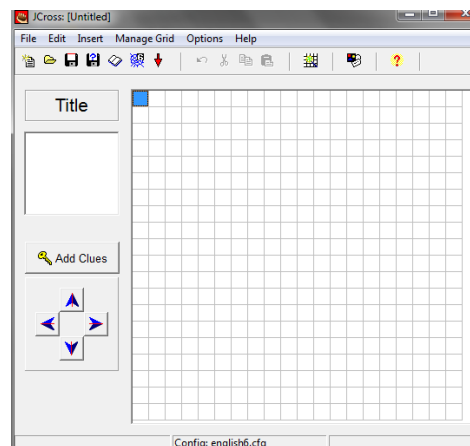 JCross: [Untitled]
File Edit Insert Manage Grid Options Help
?
Title
Add Clues
Config: english6.cfg